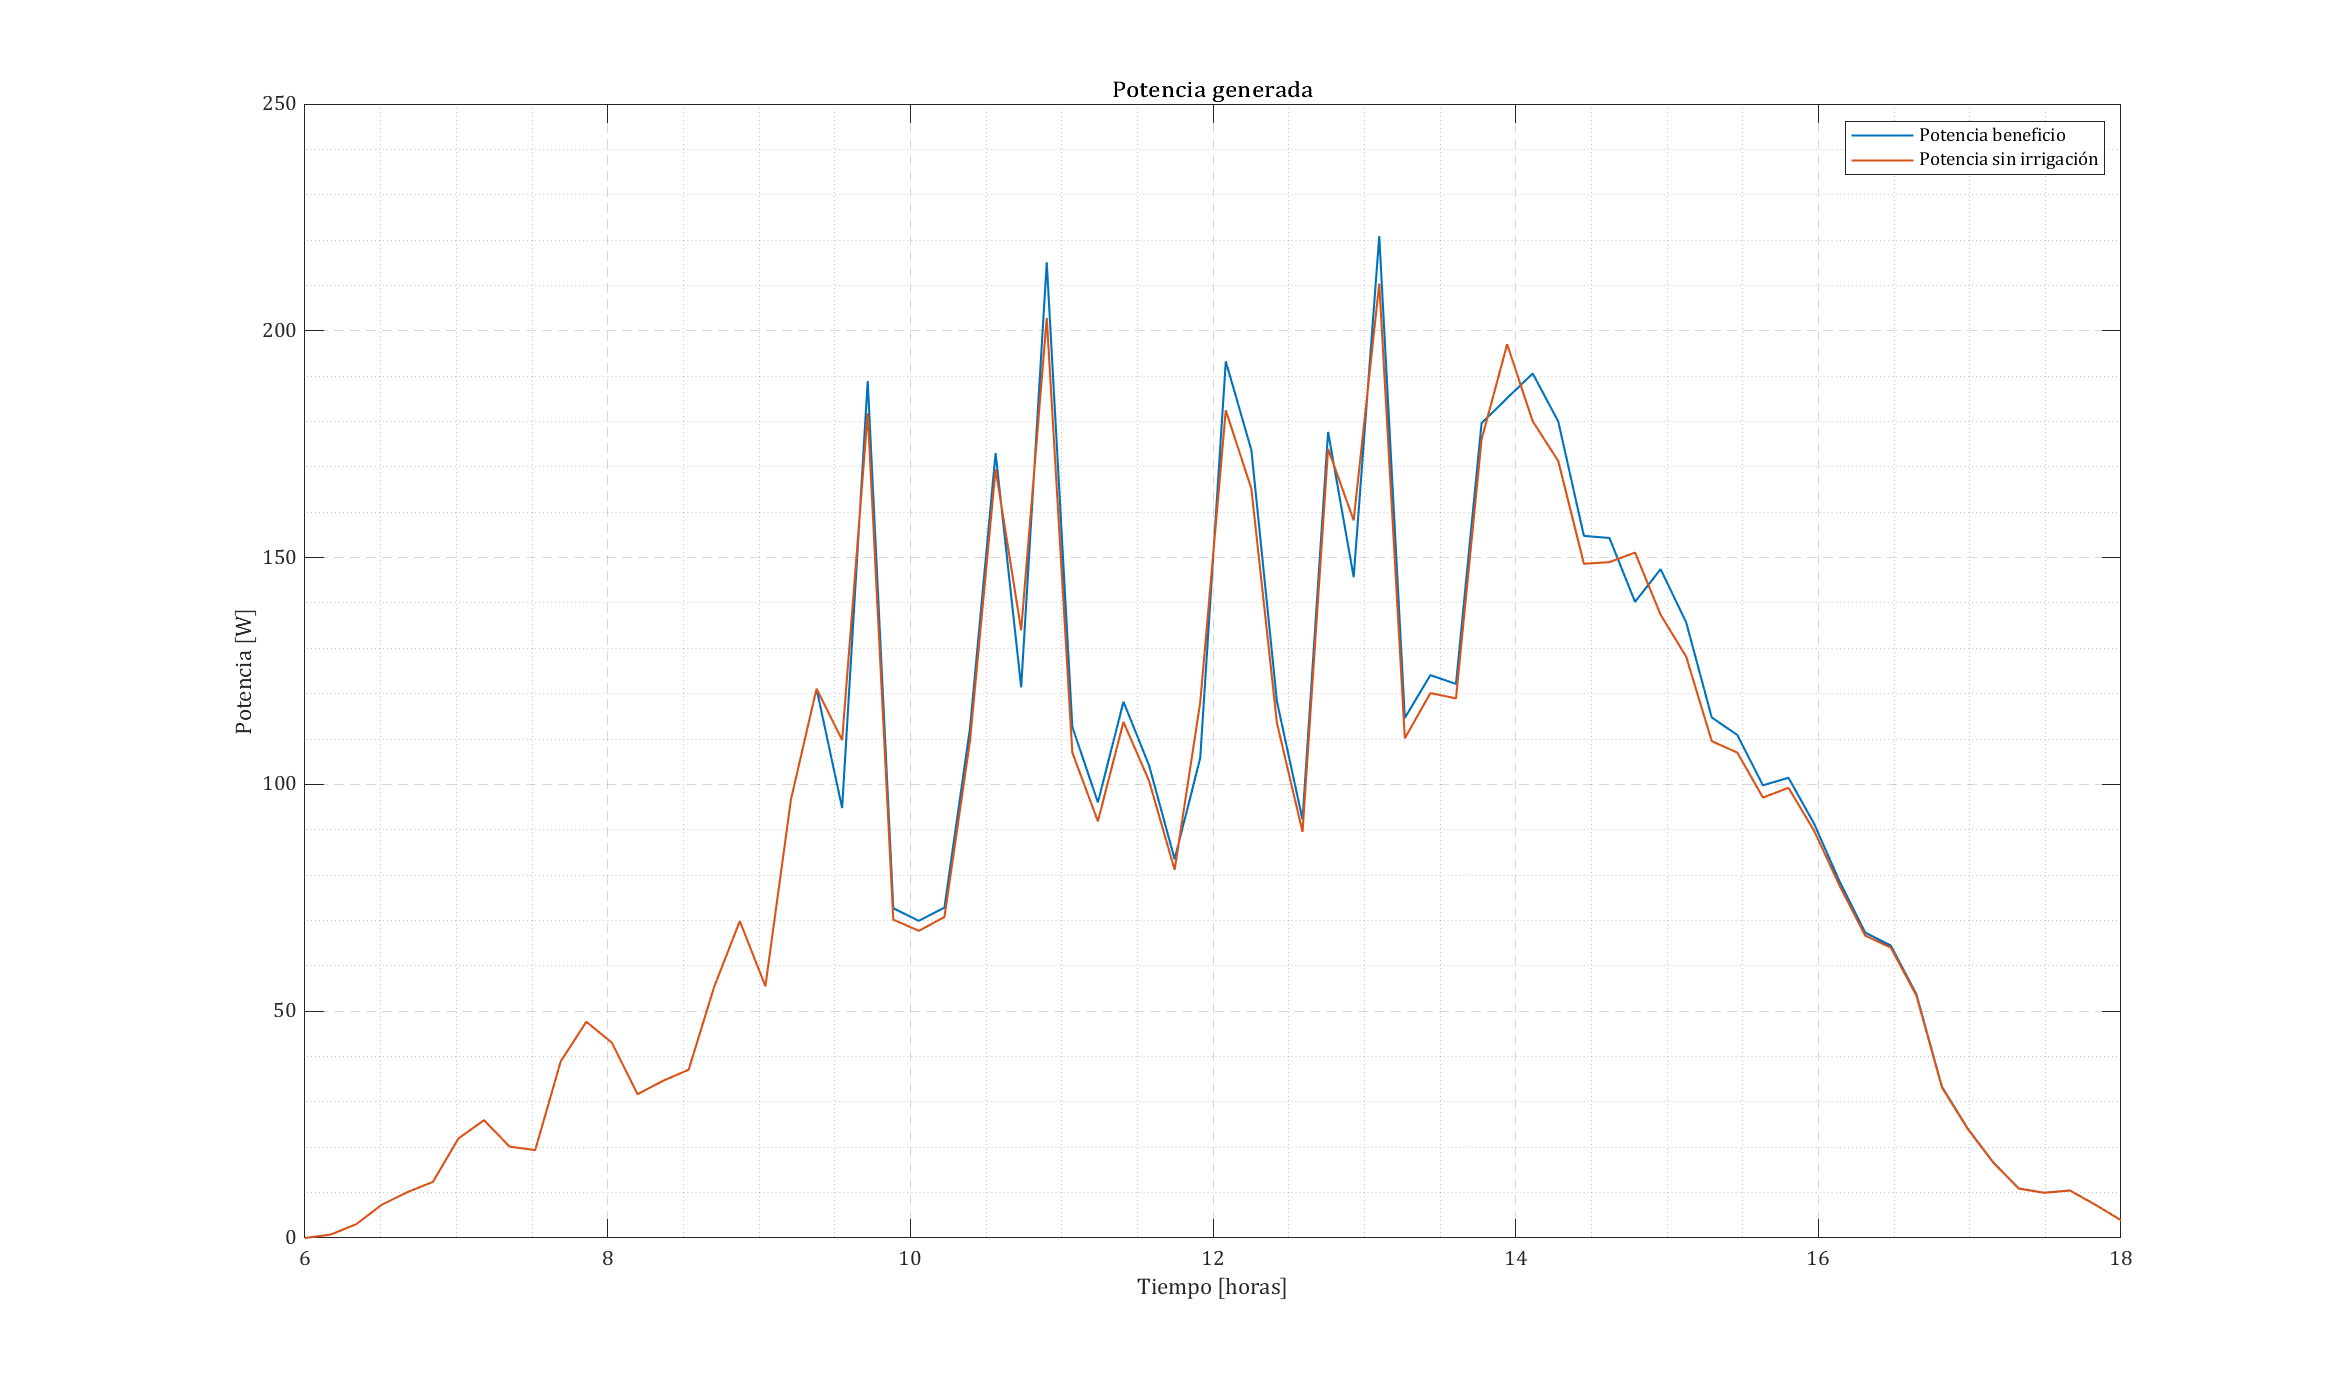 Potencia generada
250
200
150
100
50
0
Potencia [W]
Potencia beneficio
Potencia sin irrigación
6 8 10 12 14 16 18
Tiempo [horas]